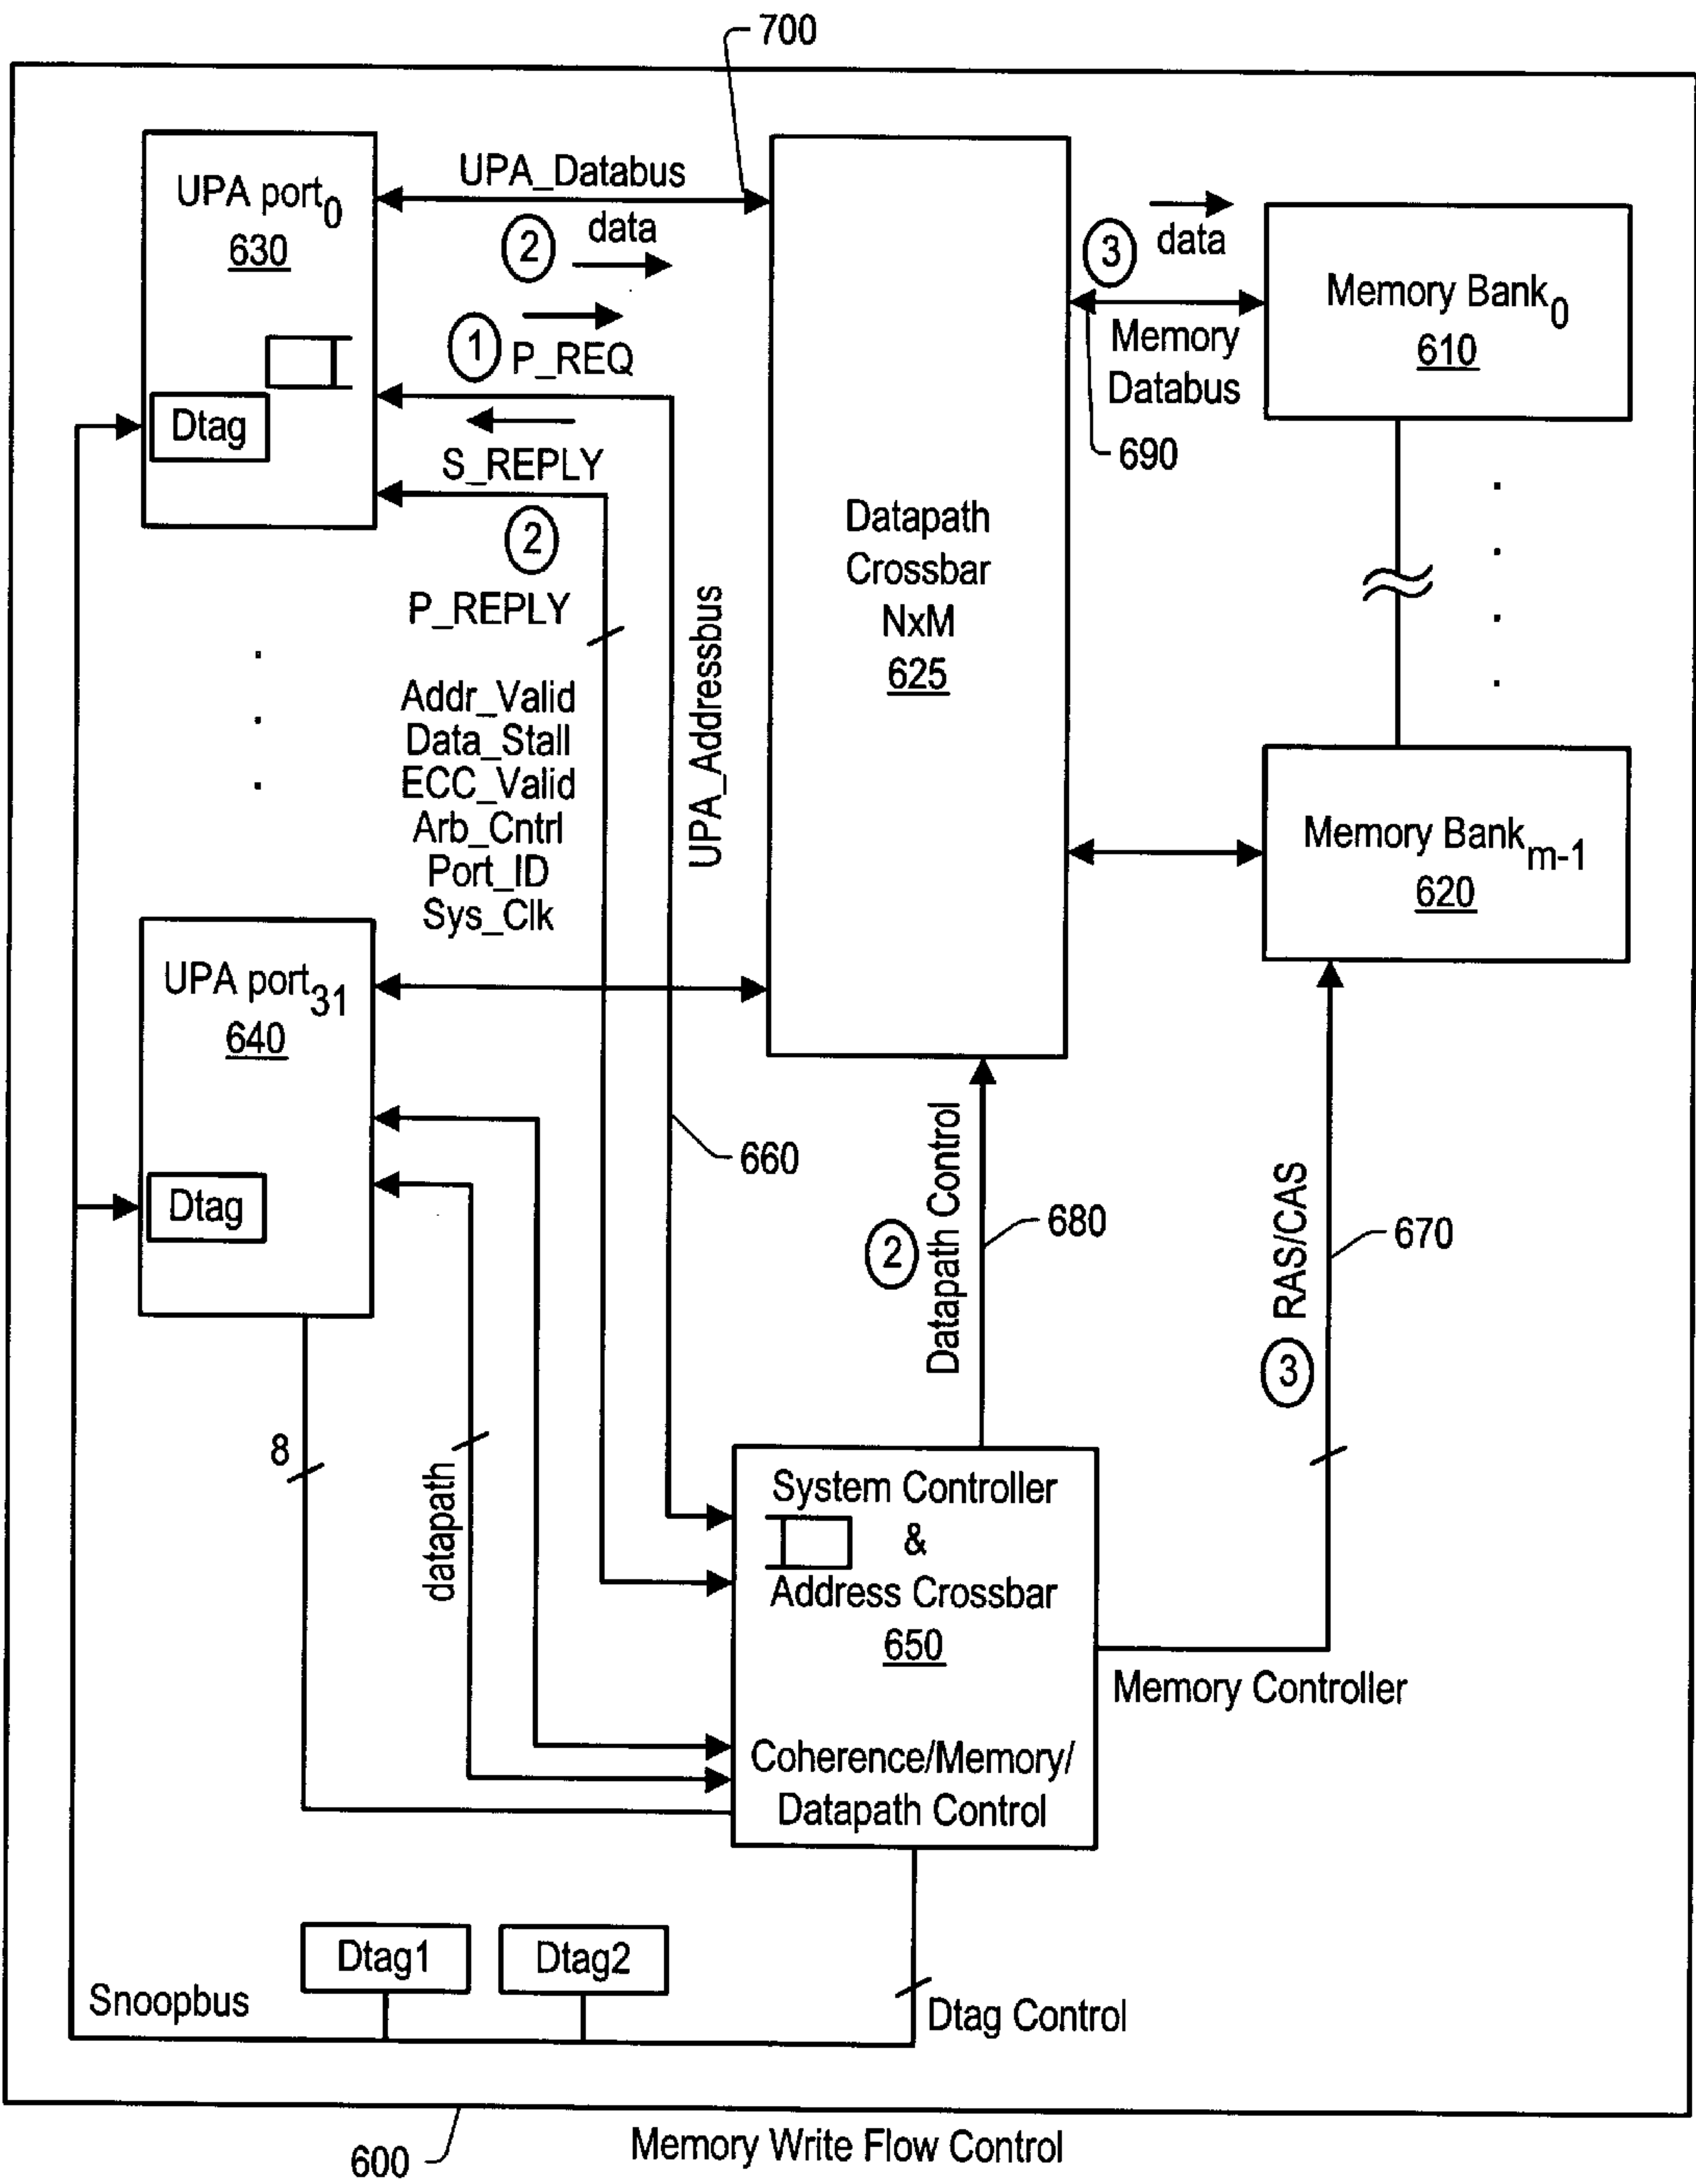 700
UPA port0
630
UPA_Databus
2
data
1
P_REQ
Dtag
S_REPLY
2
P_REPLY
Addr_Valid
Data_Stall
ECC_Valid
Arb_Cntrl
Port_ID
Sys_Clk
UPA_Addressbus
Datapath
Crossbar
NxM
625
3
data
Memory
Databus
690
Memory Bank0
610
Memory Bankm-1
620
UPA port31
640
Dtag
660
2
Datapath Control
680
3
RAS/CAS
670
8
datapath
System Controller
&
Address Crossbar
650
Coherence/Memory/
Datapath Control
Memory Controller
Dtag1
Dtag2
Snoopbus
Dtag Control
600
Memory Write Flow Control